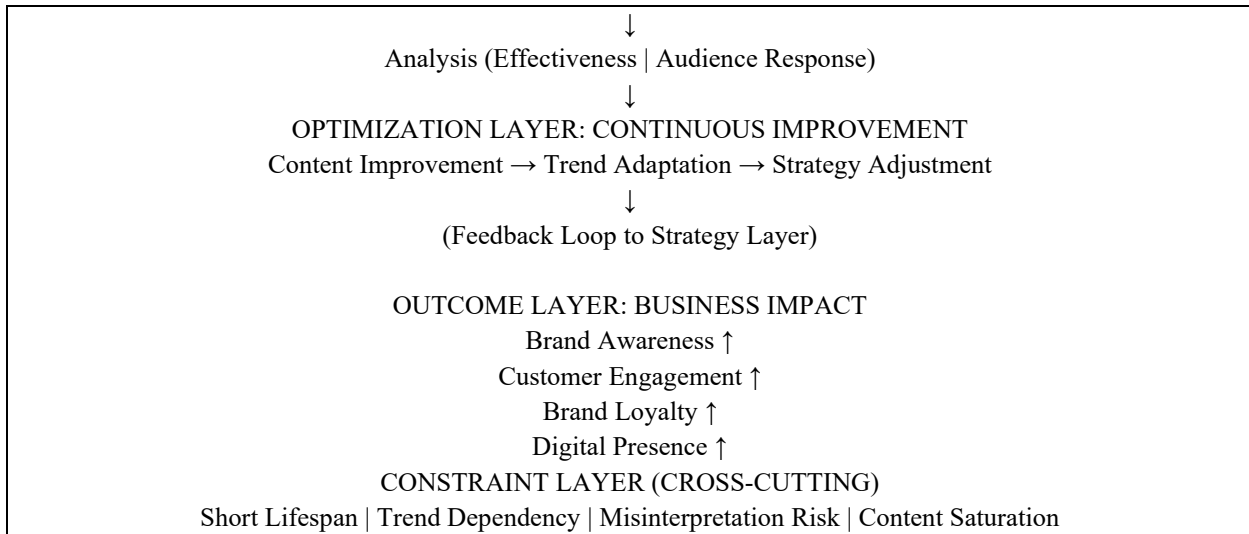 ↓
Analysis (Effectiveness | Audience Response)
↓
OPTIMIZATION LAYER: CONTINUOUS IMPROVEMENT
Content Improvement → Trend Adaptation → Strategy Adjustment
↓
(Feedback Loop to Strategy Layer)
OUTCOME LAYER: BUSINESS IMPACT
Brand Awareness ↑
Customer Engagement ↑
Brand Loyalty ↑
Digital Presence ↑
CONSTRAINT LAYER (CROSS-CUTTING)
Short Lifespan | Trend Dependency | Misinterpretation Risk | Content Saturation